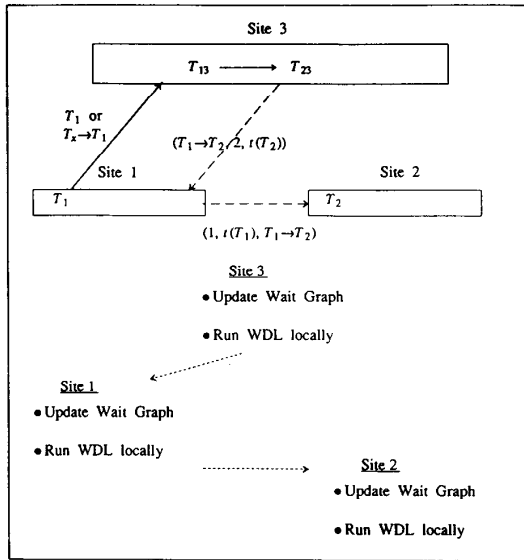 Site 3
T₁₃ → T₂₃
T₁ or
Tₓ→T₁
(T₁→T₂, 2, t(T₂))
Site 1
Site 2
T₁
T₂
(1, t(T₁), T₁→T₂)
Site 3
• Update Wait Graph
• Run WDL locally
Site 1
• Update Wait Graph
• Run WDL locally
Site 2
• Update Wait Graph
• Run WDL locally